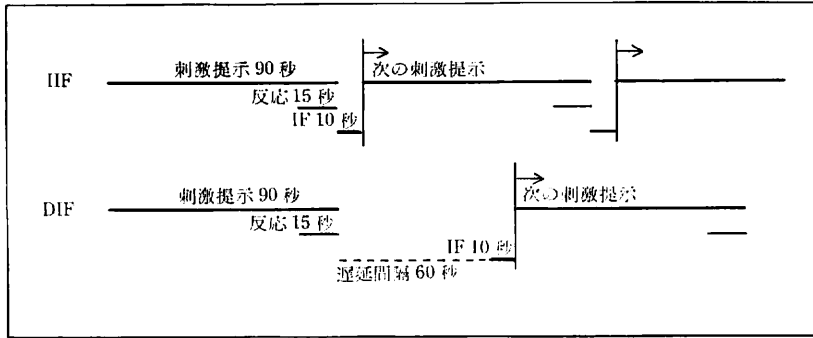 IIF
刺激提示 90 秒
次の刺激提示
反応 15 秒
IF 10 秒
DIF
刺激提示 90 秒
次の刺激提示
反応 15 秒
IF 10 秒
遅延間隔 60 秒